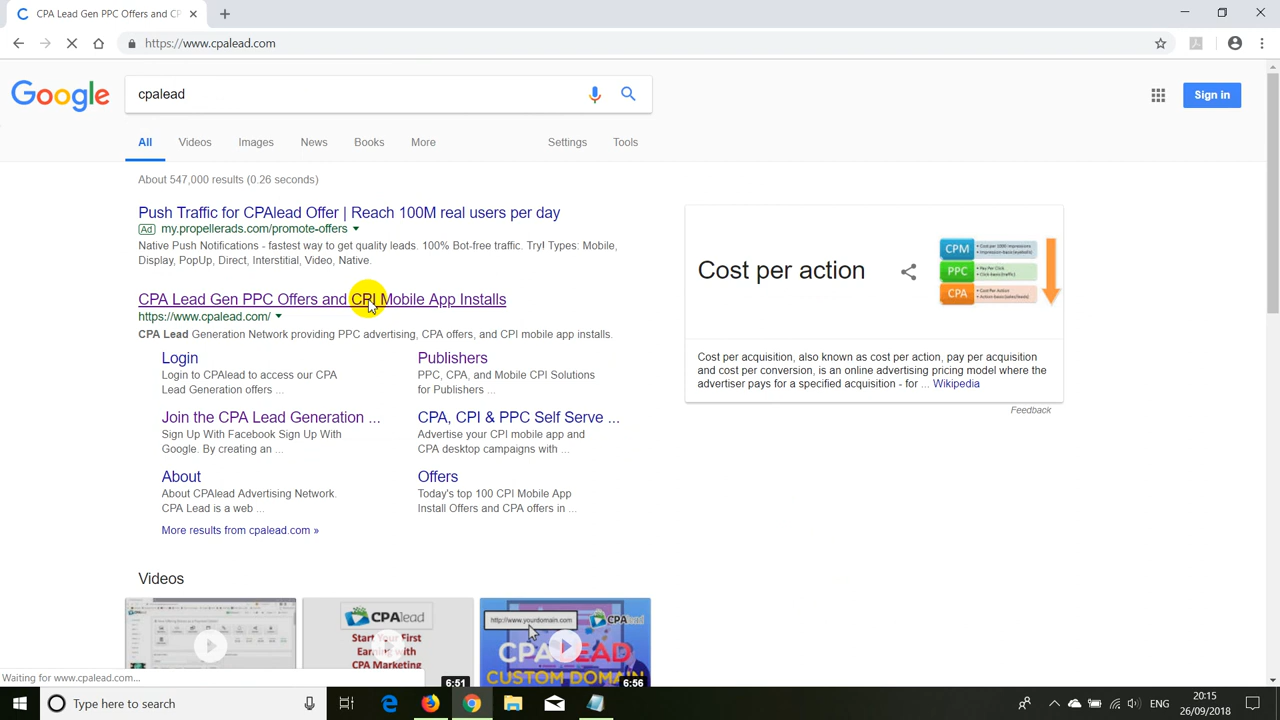 CPA Lead Gen PPC Offers and CP
https://www.cpalead.com
Google
cpalead
Sign in
All Videos Images News Books More Settings Tools
About 547,000 results (0.26 seconds)
Push Traffic for CPAlead Offer | Reach 100M real users per day
Ad my.propellerads.com/promote-offers
Native Push Notifications - fastest way to get quality leads. 100% Bot-free traffic. Try! Types: Mobile,
Display, PopUp, Direct, Interstitial, Video, Native.
CPA Lead Gen PPC Offers and CPI Mobile App Installs
https://www.cpalead.com/
CPA Lead Generation Network providing PPC advertising, CPA offers, and CPI mobile app installs.
Login
Login to CPAlead to access our CPA
Lead Generation offers ...
Publishers
PPC, CPA, and Mobile CPI Solutions
for Publishers ...
Join the CPA Lead Generation ...
Sign Up With Facebook Sign Up With
Google. By creating an ...
CPA, CPI & PPC Self Serve ...
Advertise your CPI mobile app and
CPA desktop campaigns with ...
About
About CPAlead Advertising Network.
CPA Lead is a web ...
Offers
Today's top 100 CPI Mobile App
Install Offers and CPA offers in ...
More results from cpalead.com »
Cost per action
CPM
PPC
CPA
Cost per acquisition, also known as cost per action, pay per acquisition
and cost per conversion, is an online advertising pricing model where the
advertiser pays for a specified acquisition - for ... Wikipedia
Feedback
Videos
CPAlead
Start Your First
Earning with
CPA Marketing
http://www.yourdomain.com
CPAlead
CPALEAD
CUSTOM DOMAIN
6:51
6:56
Waiting for www.cpalead.com...
Type here to search
20:15
26/09/2018